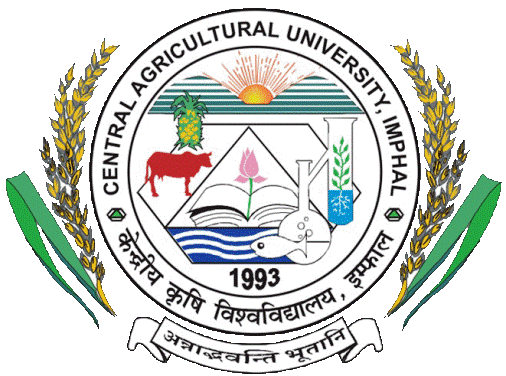 CENTRAL AGRICULTURAL UNIVERSITY, IMPHAL
1993
केन्द्रीय कृषि विश्वविद्यालय, इम्फाल
अन्नाद्भवन्ति भूतानि